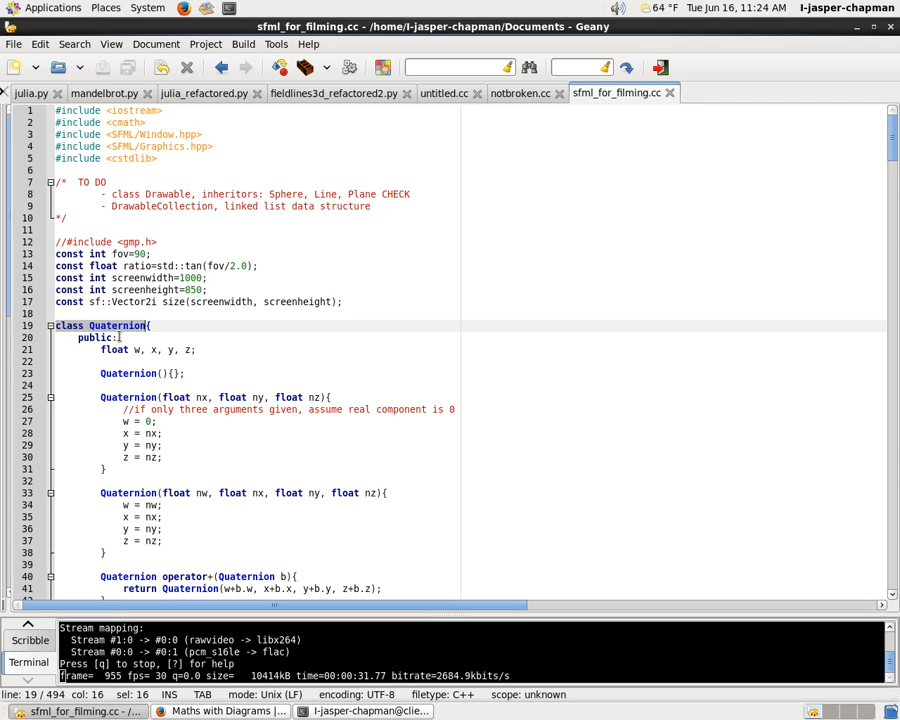 Applications Places System 64 °F Tue Jun 16, 11:24 AM I-jasper-chapman
sfml_for_filming.cc - /home/I-jasper-chapman/Documents - Geany
File Edit Search View Document Project Build Tools Help
julia.py mandelbrot.py julia_refactored.py fieldlines3d_refactored2.py untitled.cc notbroken.cc sfml_for_filming.cc
1 #include <iostream>
2 #include <cmath>
3 #include <SFML/Window.hpp>
4 #include <SFML/Graphics.hpp>
5 #include <cstdlib>
6
7 /* TO DO
8 - class Drawable, inheritors: Sphere, Line, Plane CHECK
9 - DrawableCollection, linked list data structure
10 */
11
12 //#include <gmp.h>
13 const int fov=90;
14 const float ratio=std::tan(fov/2.0);
15 const int screenwidth=1000;
16 const int screenheight=850;
17 const sf::Vector2i size(screenwidth, screenheight);
18
19 class Quaternion{
20 public:
21 float w, x, y, z;
22
23 Quaternion(){};
24
25 Quaternion(float nx, float ny, float nz){
26 //if only three arguments given, assume real component is 0
27 w = 0;
28 x = nx;
29 y = ny;
30 z = nz;
31 }
32
33 Quaternion(float nw, float nx, float ny, float nz){
34 w = nw;
35 x = nx;
36 y = ny;
37 z = nz;
38 }
39
40 Quaternion operator+(Quaternion b){
41 return Quaternion(w+b.w, x+b.x, y+b.y, z+b.z);
Scribble
Terminal
Stream mapping:
Stream #1:0 -> #0:0 (rawvideo -> libx264)
Stream #0:0 -> #0:1 (pcm_s16le -> flac)
Press [q] to stop, [?] for help
frame= 955 fps= 30 q=0.0 size= 10414kB time=00:00:31.77 bitrate=2684.9kbits/s
line: 19 / 494 col: 16 sel: 16 INS TAB mode: Unix (LF) encoding: UTF-8 filetype: C++ scope: unknown
sfml_for_filming.cc - /... Maths with Diagrams |... I-jasper-chapman@clie...